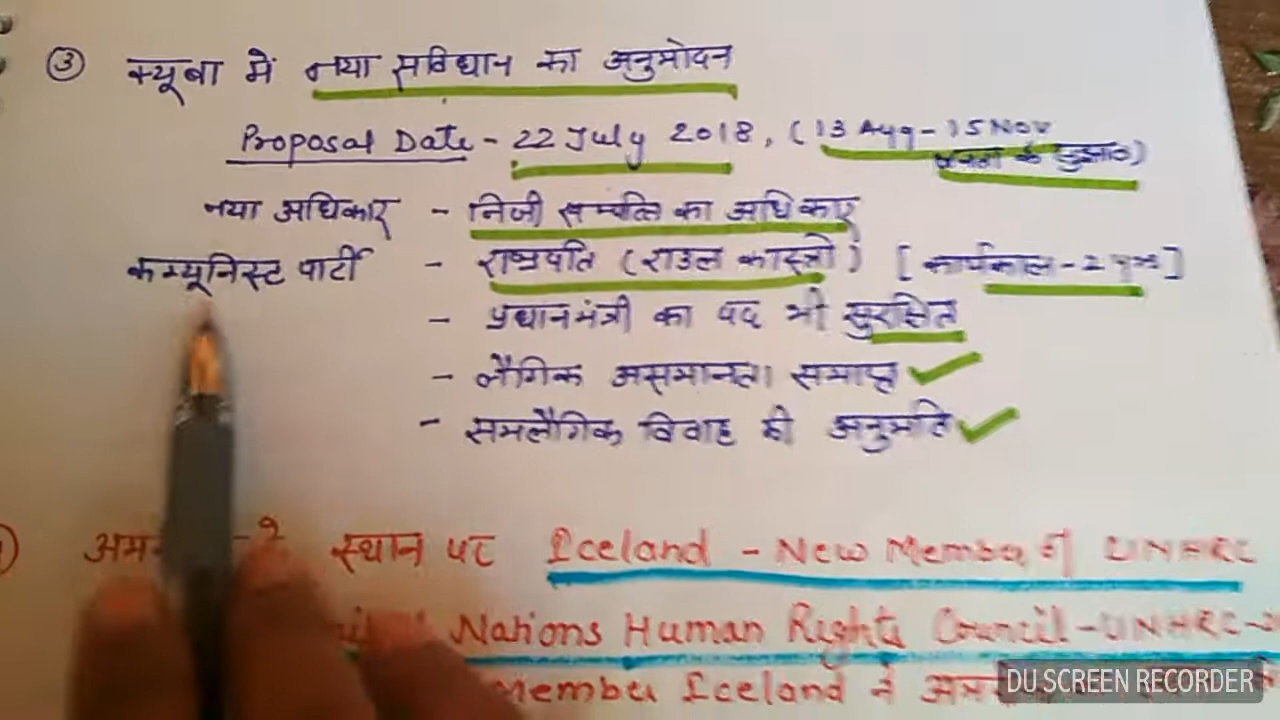 ③ क्यूबा में नया सविधान का अनुमोदन
Proposal Date - 22 July 2018, (13 Aug - 15 Nov
जनता के सुझाव)
नया अधिकार - निजी सम्पत्ति का अधिकार
कम्यूनिस्ट पार्टी - राष्ट्रपति (राउल कास्त्रो) [कार्यकाल - 2 yrs]
- प्रधानमंत्री का पद भी सुरक्षित
- लैगिक असमानता समाप्त
- समलैगिक विवाह की अनुमति
स्थान पर Iceland - New Member of UNHRC
Nations Human Rights Council - UNHRC -
Member Iceland ने
DU SCREEN RECORDER